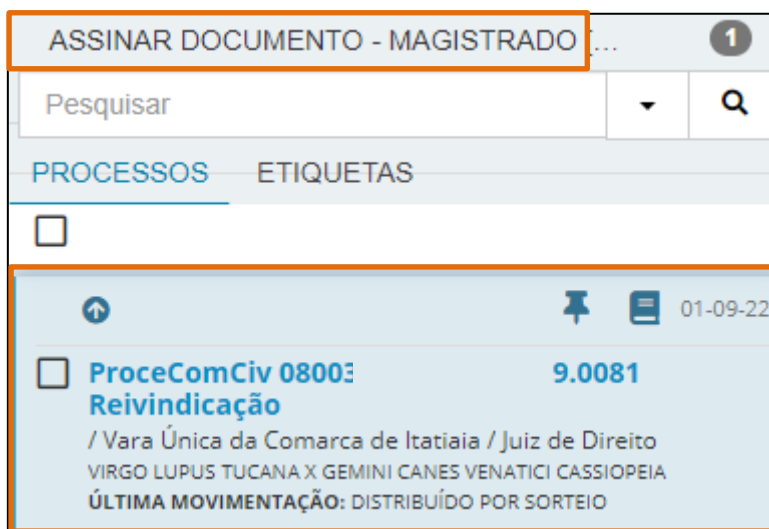 ASSINAR DOCUMENTO - MAGISTRADO (... 1
Pesquisar
PROCESSOS ETIQUETAS
01-09-22
ProceComCiv 08003 9.0081
Reivindicação
/ Vara Única da Comarca de Itatiaia / Juiz de Direito
VIRGO LUPUS TUCANA X GEMINI CANES VENATICI CASSIOPEIA
ÚLTIMA MOVIMENTAÇÃO: DISTRIBUÍDO POR SORTEIO